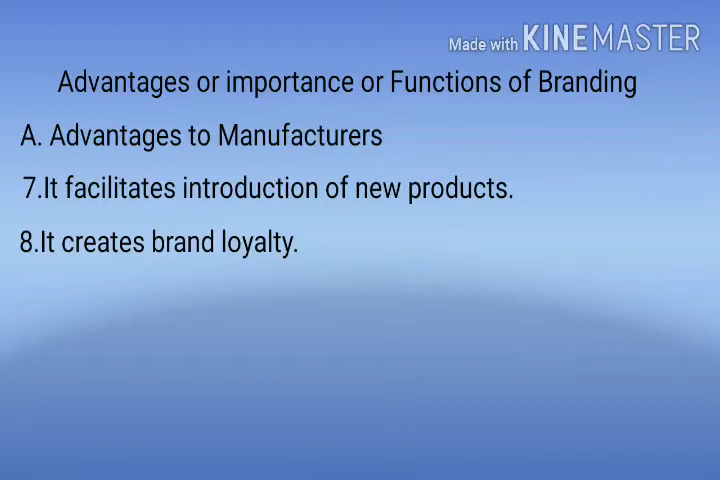 Made with KINEMASTER
Advantages or importance or Functions of Branding
A. Advantages to Manufacturers
7.It facilitates introduction of new products.
8.It creates brand loyalty.